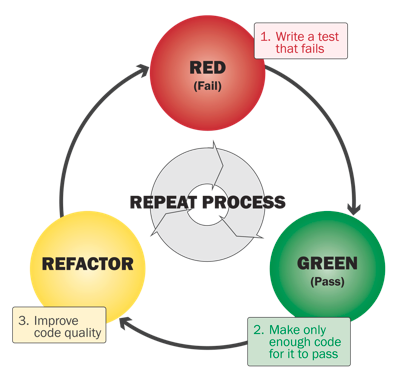 1. Write a test
that fails
RED
(Fail)
REPEAT PROCESS
REFACTOR
GREEN
(Pass)
3. Improve
code quality
2. Make only
enough code
for it to pass